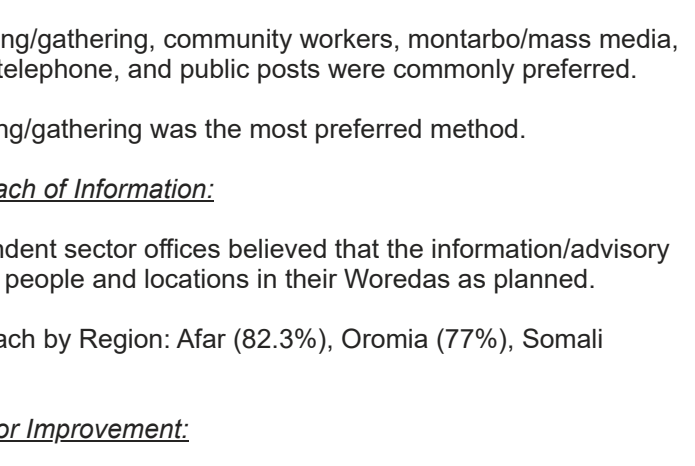 ng/gathering, community workers, montarbo/mass media,
telephone, and public posts were commonly preferred.
ng/gathering was the most preferred method.
ach of Information:
ndent sector offices believed that the information/advisory
people and locations in their Woredas as planned.
ach by Region: Afar (82.3%), Oromia (77%), Somali
or Improvement: